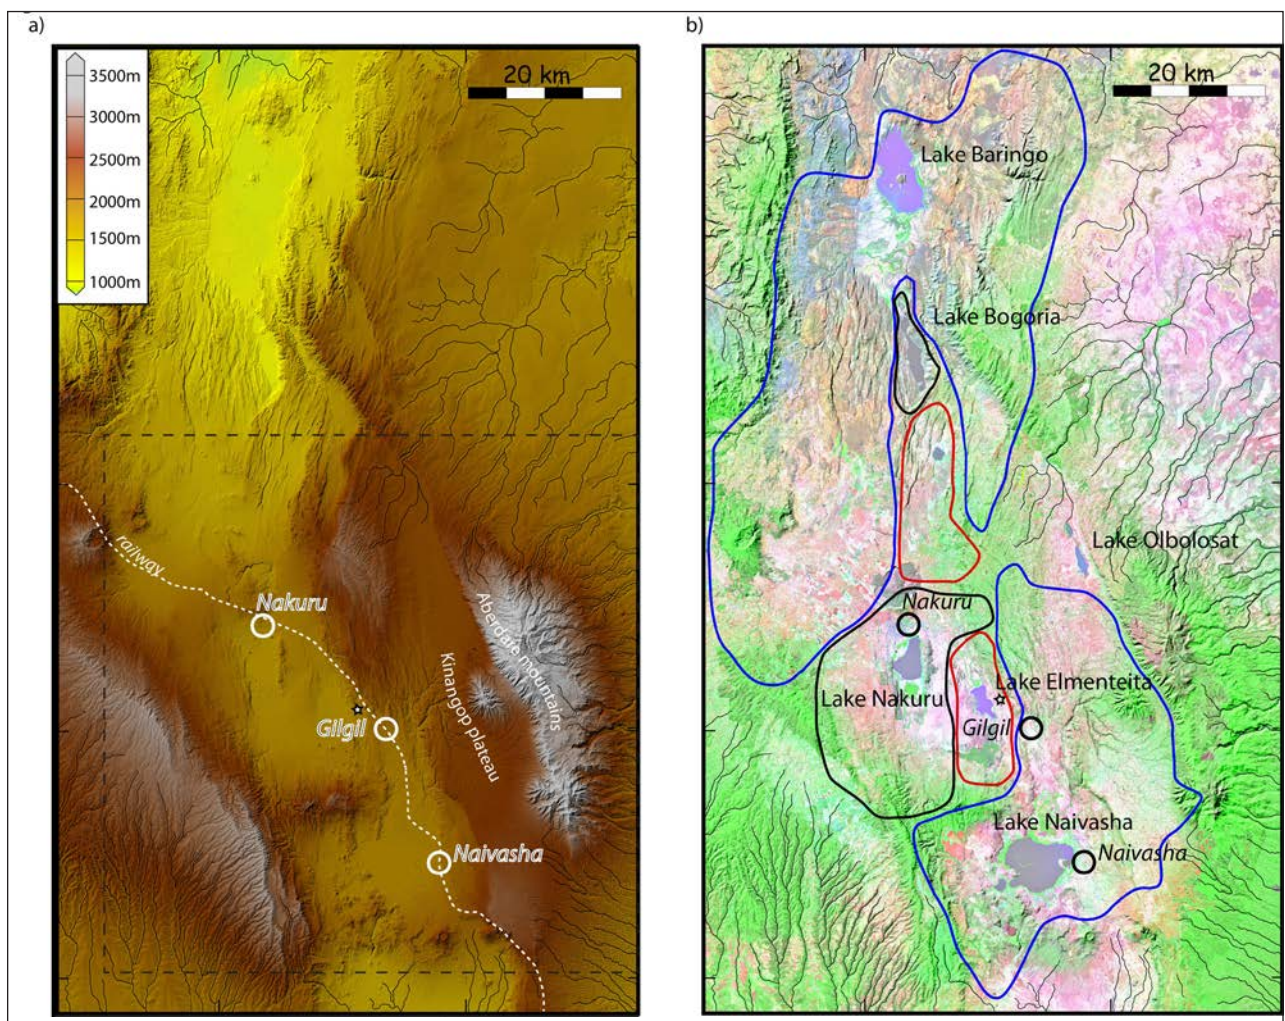 a)
3500m
3000m
2500m
2000m
1500m
1000m
20 km
railway
Nakuru
Aberdare mountains
Kinangop plateau
Gilgil
Naivasha
b)
20 km
Lake Baringo
Lake Bogoria
Lake Olbolosat
Nakuru
Lake Nakuru
Lake Elmenteita
Gilgil
Lake Naivasha
Naivasha